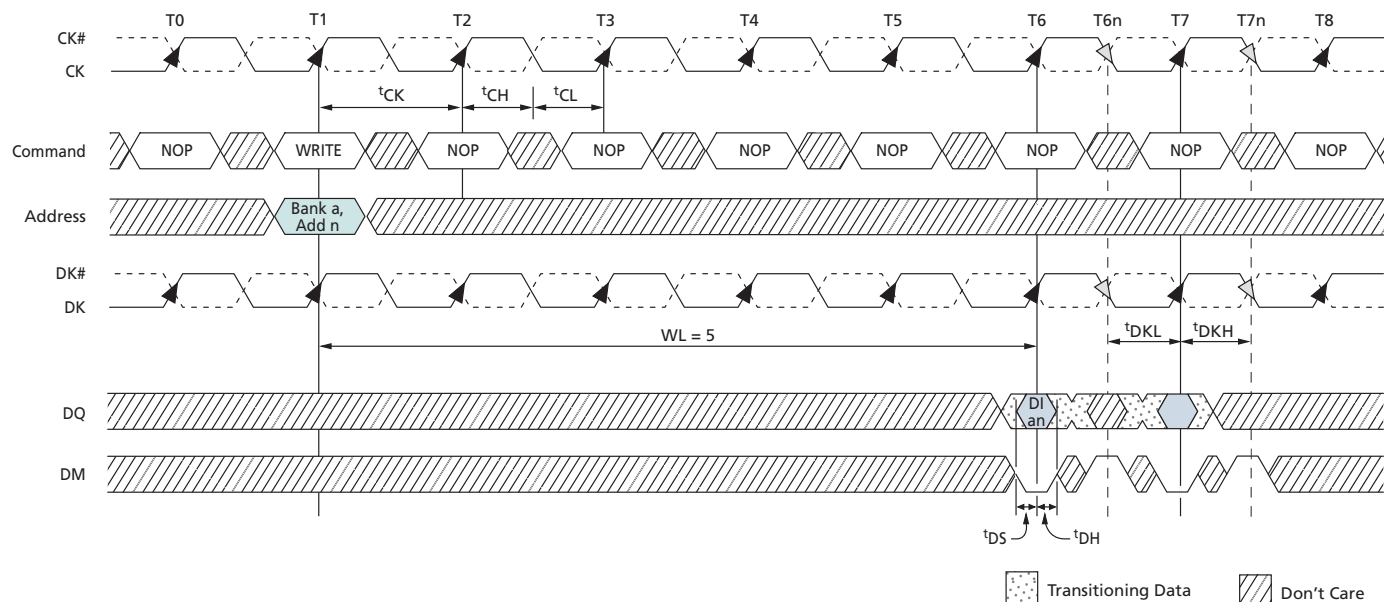 T0 T1 T2 T3 T4 T5 T6 T6n T7 T7n T8
CK#
CK
tCK tCH tCL
Command NOP WRITE NOP NOP NOP NOP NOP NOP NOP
Address Bank a,
Add n
DK#
DK
tDKL tDKH
WL = 5
DQ DI
an
DM
tDS tDH
Transitioning Data Don't Care